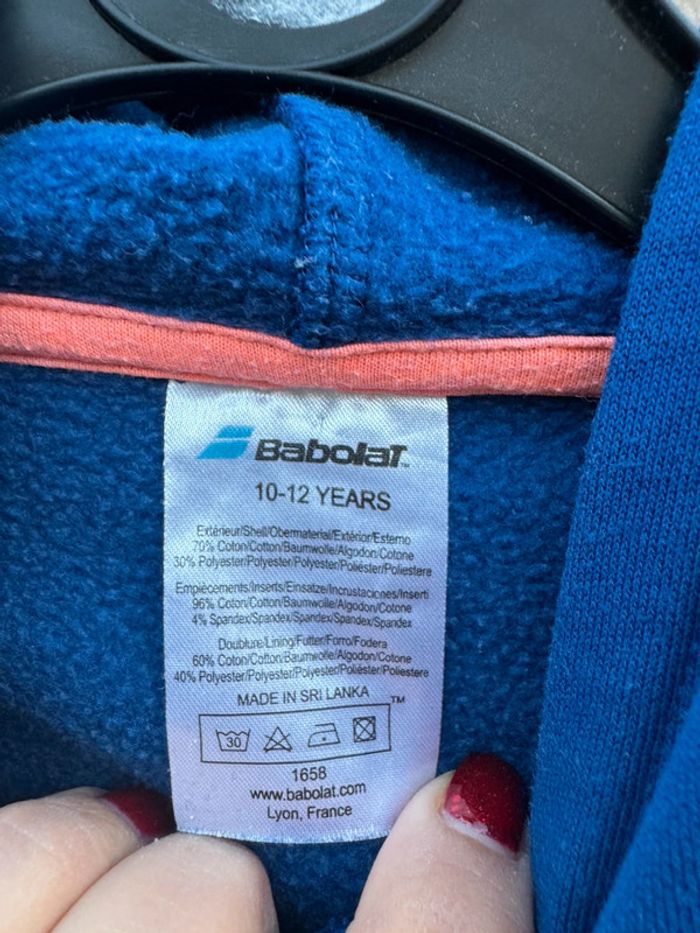 BabolaT™
10-12 YEARS
Extérieur/Shell/Obermaterial/Extérior/Esterno
70% Coton/Cotton/Baumwolle/Algodon/Cotone
30% Polyester/Polyester/Polyester/Poliéster/Poliestere
Empiècements/Inserts/Einsatze/Incrustaciones/Inserti
96% Coton/Cotton/Baumwolle/Algodon/Cotone
4% Spandex/Spandex/Spandex/Spandex/Spandex
Doublure/Lining/Futter/Forro/Fodera
60% Coton/Cotton/Baumwolle/Algodon/Cotone
40% Polyester/Polyester/Polyester/Poliéster/Poliestere
MADE IN SRI LANKA
™
30
1658
www.babolat.com
Lyon, France